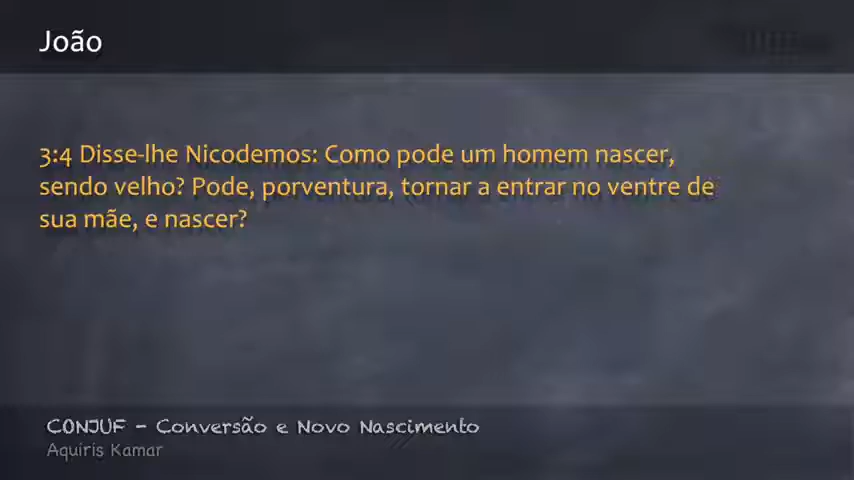 João
3:4 Disse-lhe Nicodemos: Como pode um homem nascer,
sendo velho? Pode, porventura, tornar a entrar no ventre de
sua mãe, e nascer?
CONJUF - Conversão e Novo Nascimento
Aquiris Kamar